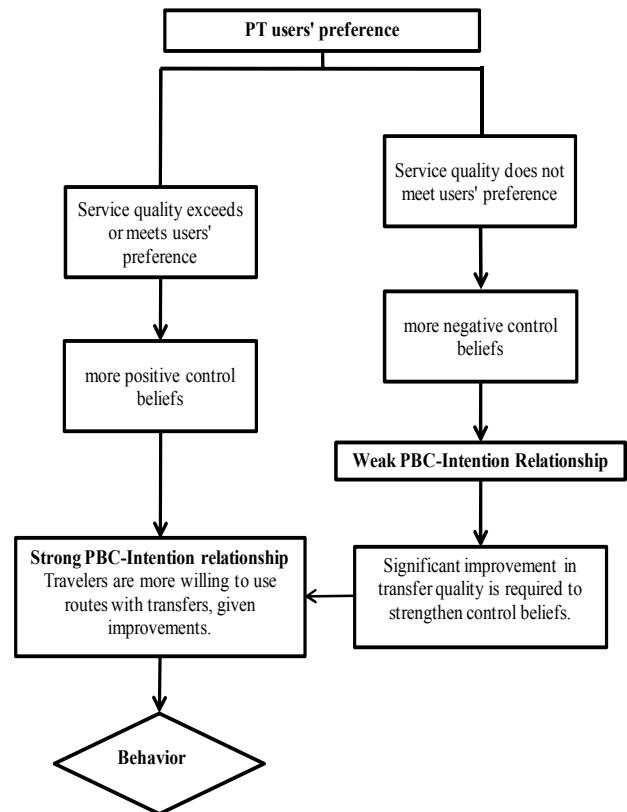 PT users' preference
Service quality does not
meet users' preference
Service quality exceeds
or meets users'
preference
more negative control
beliefs
more positive control
beliefs
Weak PBC-Intention Relationship
Strong PBC-Intention relationship
Travelers are more willing to use
routes with transfers, given
improvements.
Significant improvement in
transfer quality is required to
strengthen control beliefs.
Behavior